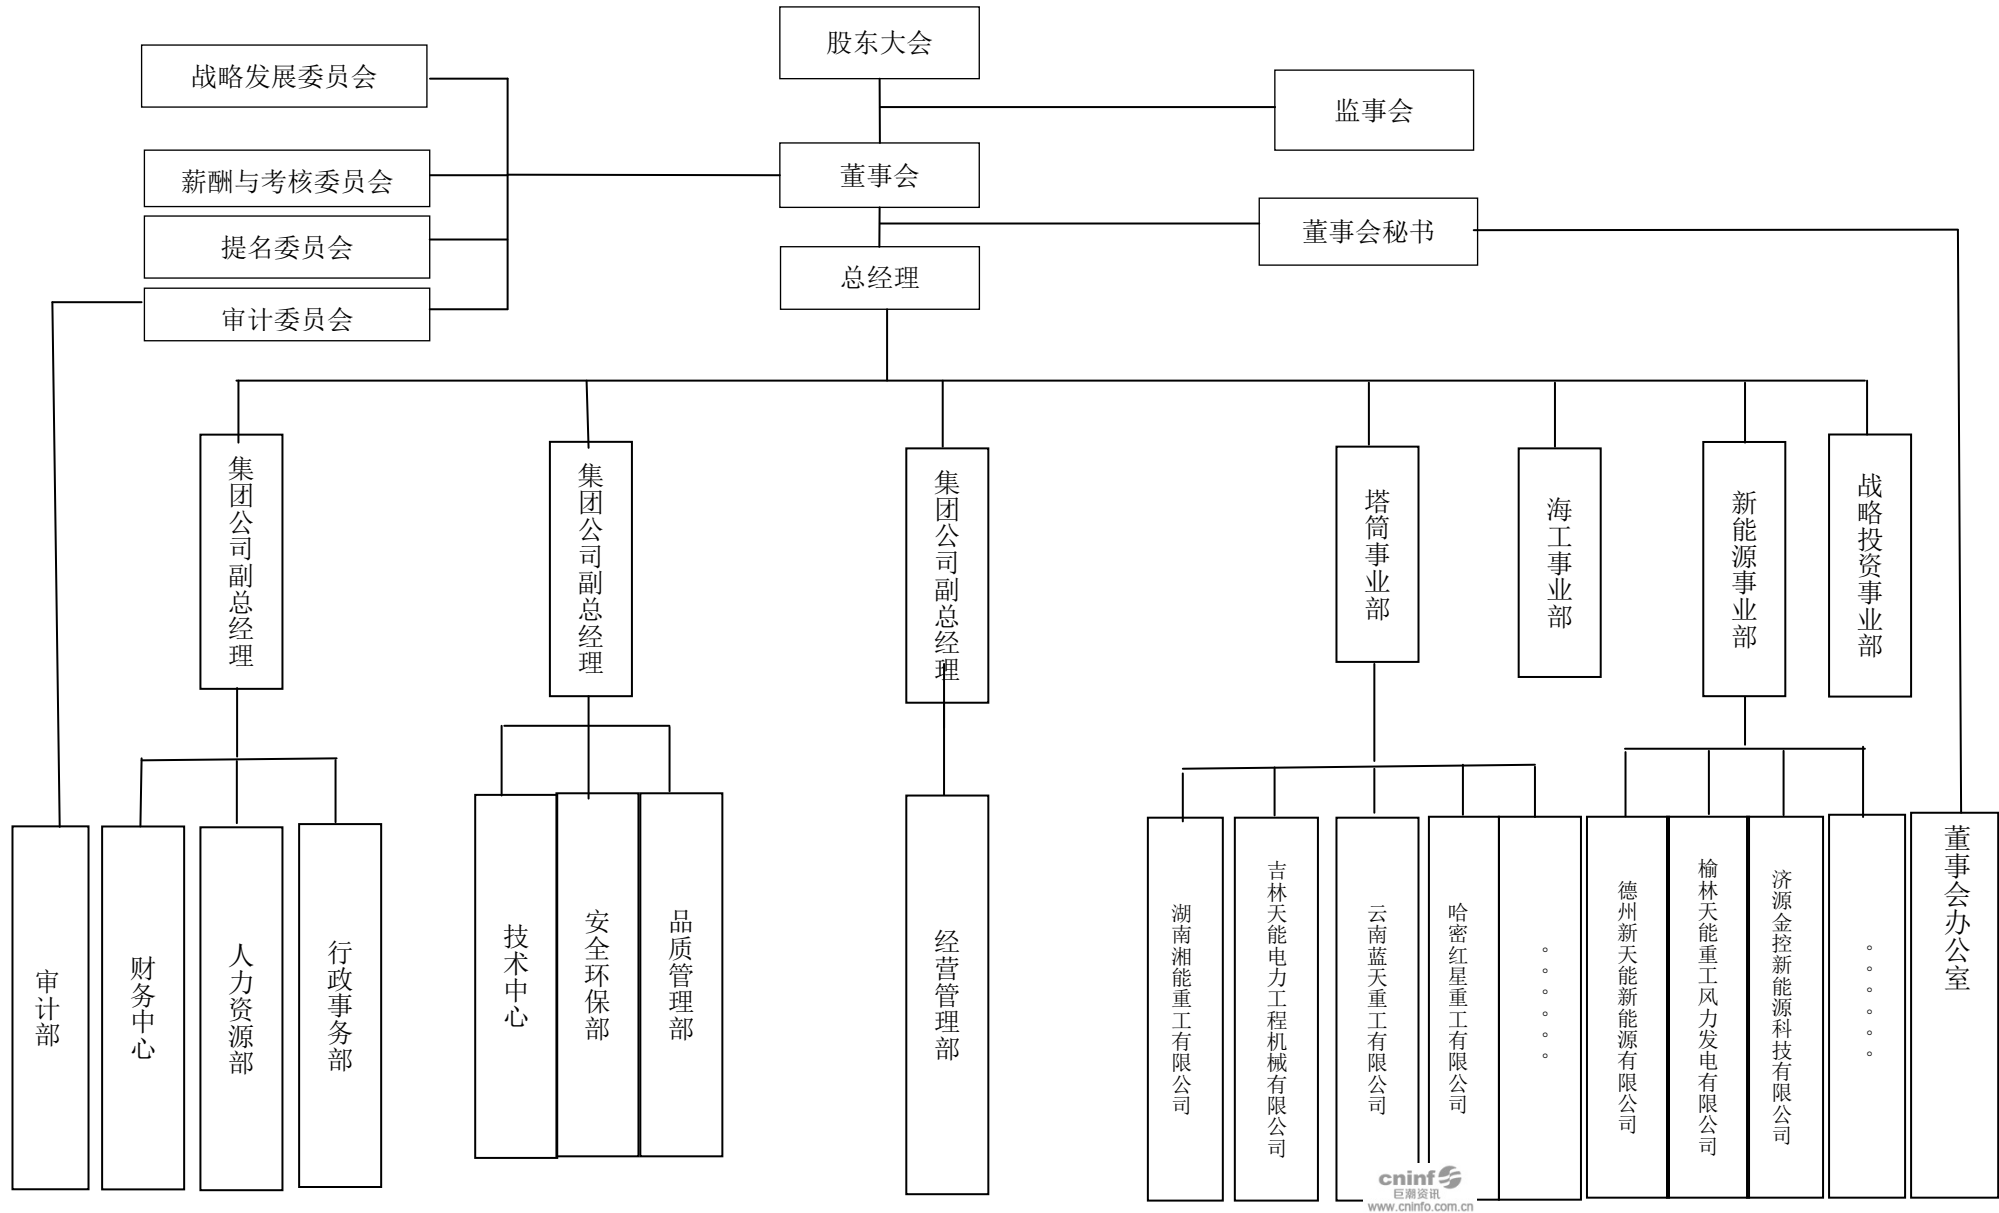 股东大会
战略发展委员会
监事会
薪酬与考核委员会
董事会
提名委员会
董事会秘书
总经理
审计委员会
集团公司副总经理
集团公司副总经理
集团公司副总经理
塔筒事业部
海工事业部
新能源事业部
战略投资事业部
审计部
财务中心
人力资源部
行政事务部
技术中心
安全环保部
品质管理部
经营管理部
湖南湘能重工有限公司
吉林天能电力工程机械有限公司
云南蓝天重工有限公司
哈密红星重工有限公司
。。。。。。
德州新天能新能源有限公司
榆林天能重工风力发电有限公司
济源金控新能源科技有限公司
。。。。。。
董事会办公室
cninf
巨潮资讯
www.cninfo.com.cn